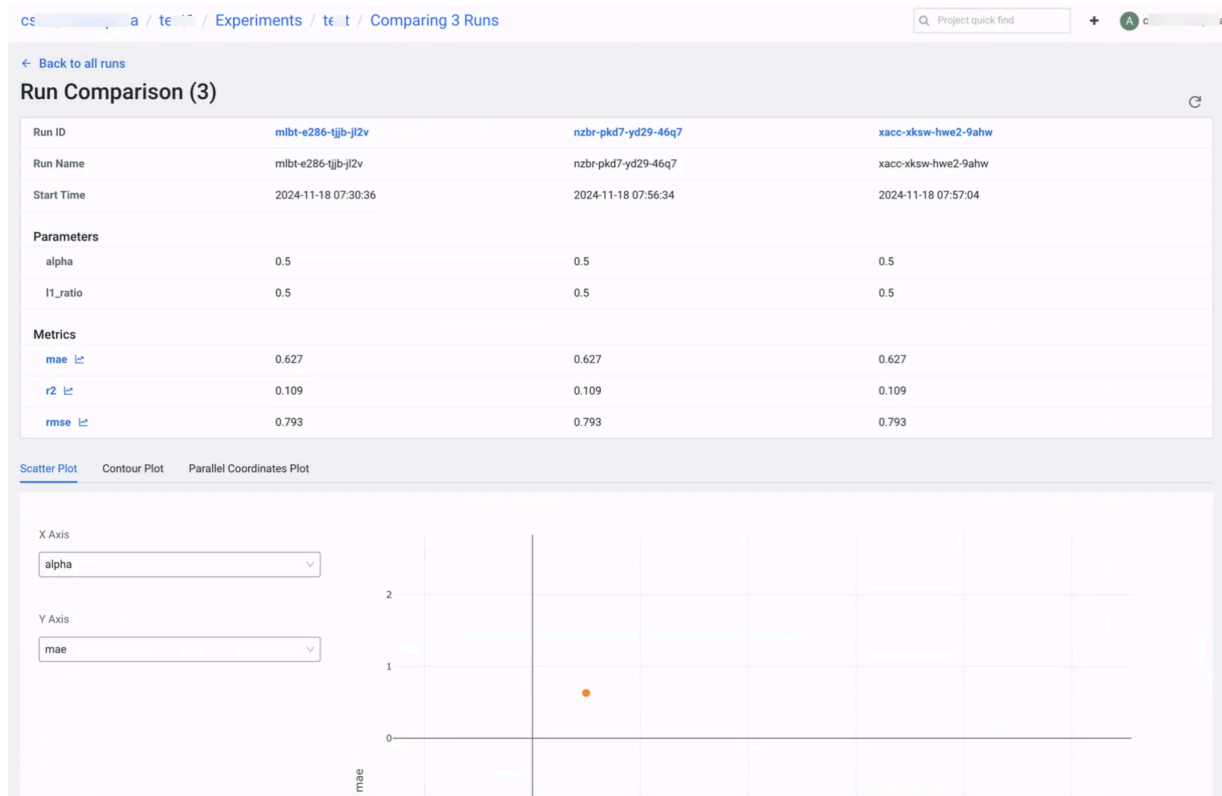 Experiments / Comparing 3 Runs
Project quick find
+
A
← Back to all runs
Run Comparison (3)
Run ID mlbt-e286-tjjb-jl2v nzbr-pkd7-yd29-46q7 xacc-xksw-hwe2-9ahw
Run Name mlbt-e286-tjjb-jl2v nzbr-pkd7-yd29-46q7 xacc-xksw-hwe2-9ahw
Start Time 2024-11-18 07:30:36 2024-11-18 07:56:34 2024-11-18 07:57:04
Parameters
alpha 0.5 0.5 0.5
l1_ratio 0.5 0.5 0.5
Metrics
mae 0.627 0.627 0.627
r2 0.109 0.109 0.109
rmse 0.793 0.793 0.793
Scatter Plot Contour Plot Parallel Coordinates Plot
X Axis
alpha
Y Axis
mae
2
1
0
mae